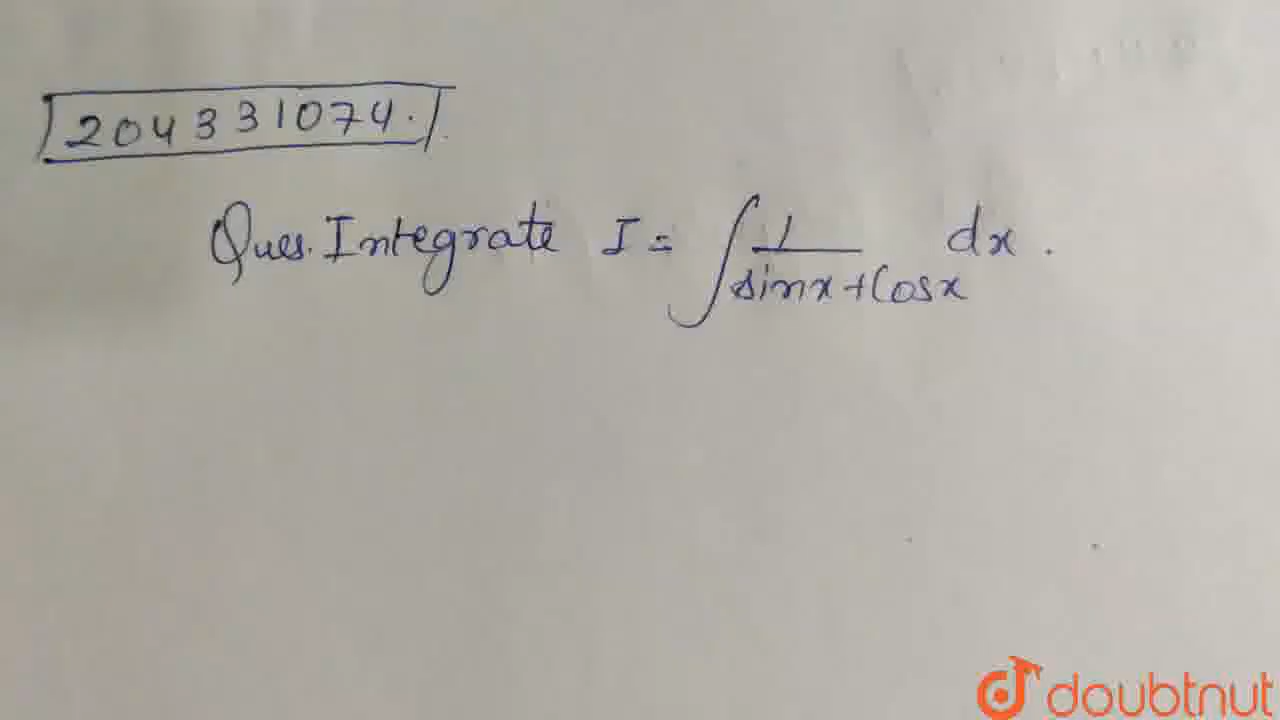 204331074.
Ques. Integrate I = ∫ 1/(sinx + Cosx) dx.
doubtnut